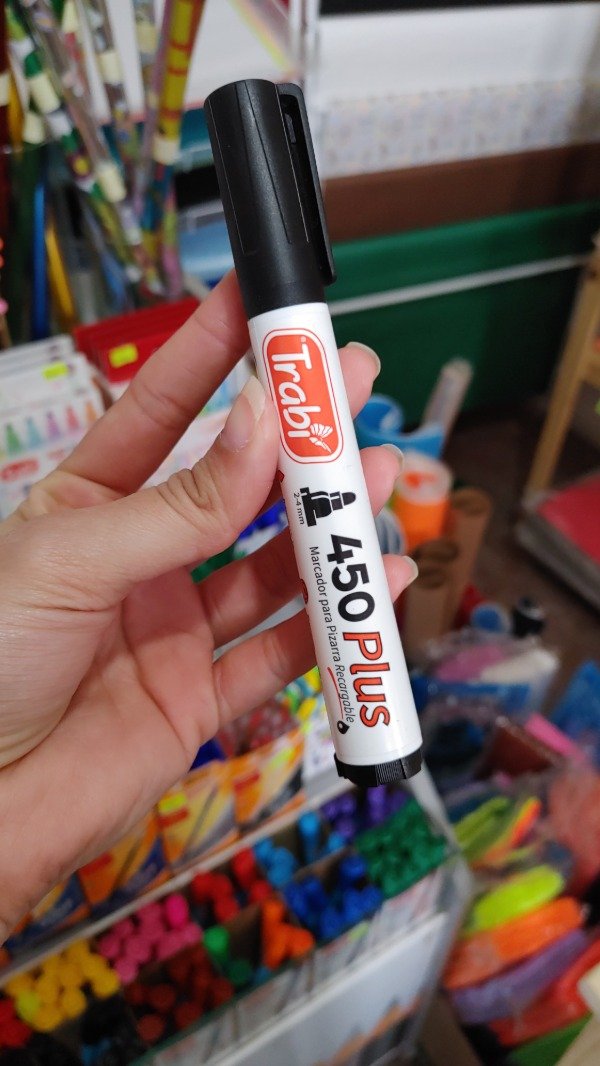 Trabi
2-4 mm
450 Plus
Marcador para Pizarra Recargable